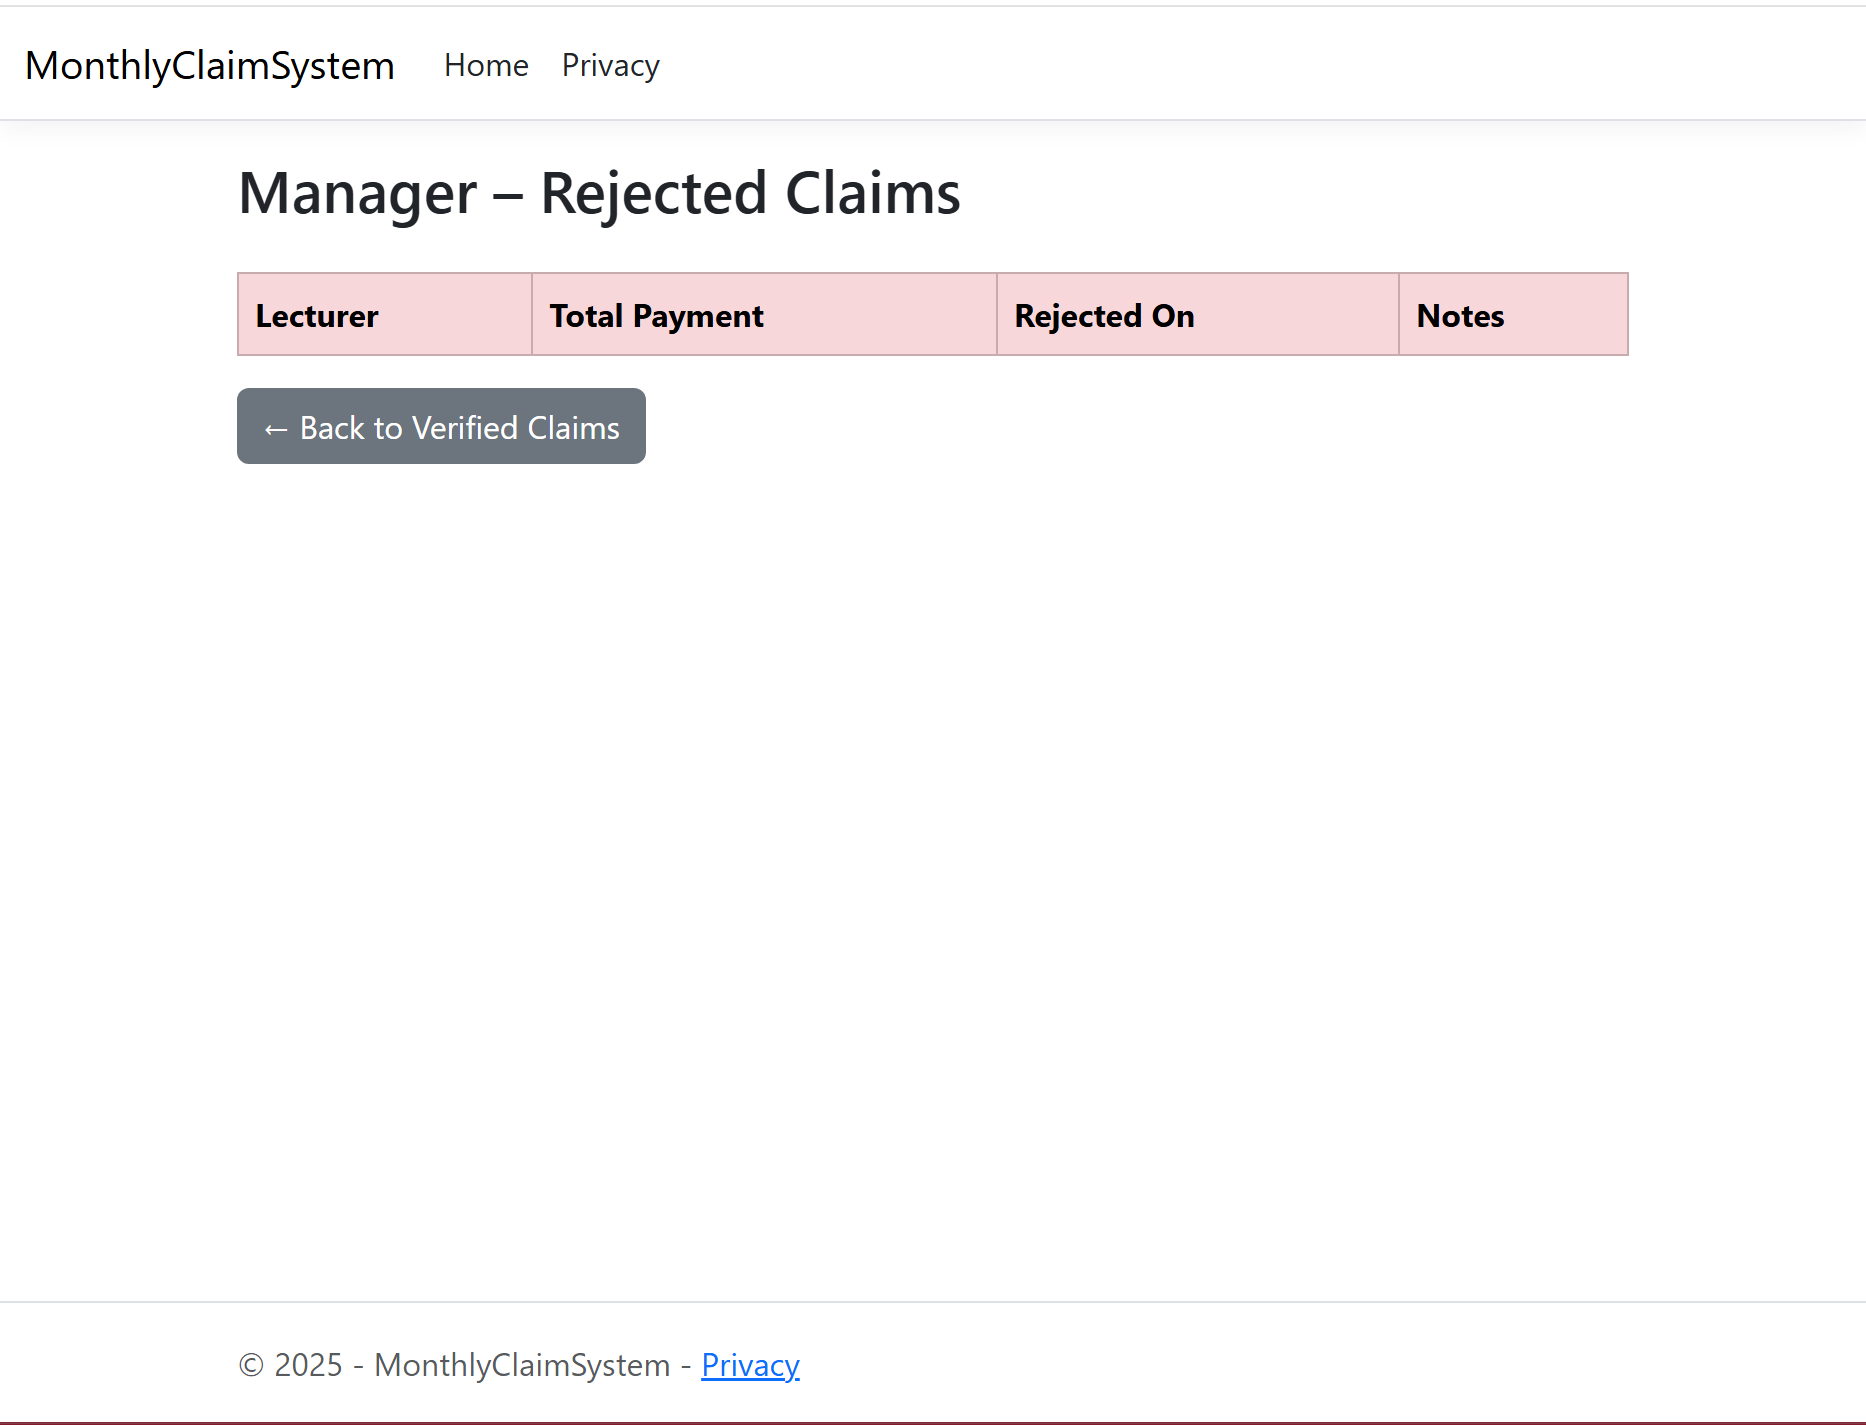 MonthlyClaimSystem Home Privacy
Manager – Rejected Claims
Lecturer Total Payment Rejected On Notes
← Back to Verified Claims
© 2025 - MonthlyClaimSystem - Privacy